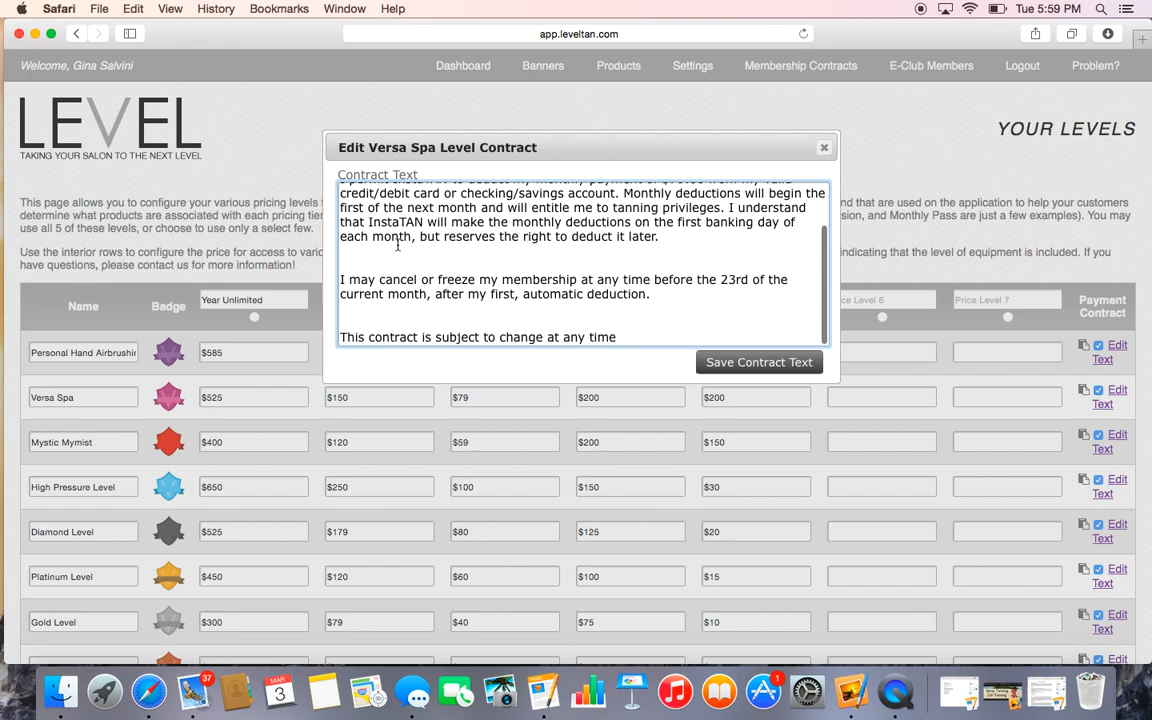 Safari File Edit View History Bookmarks Window Help Tue 5:59 PM
app.leveltan.com
Welcome, Gina Salvini Dashboard Banners Products Settings Membership Contracts E-Club Members Logout Problem?
LEVEL
TAKING YOUR SALON TO THE NEXT LEVEL
YOUR LEVELS
Edit Versa Spa Level Contract
Contract Text
credit/debit card or checking/savings account. Monthly deductions will begin the
first of the next month and will entitle me to tanning privileges. I understand
that InstaTAN will make the monthly deductions on the first banking day of
each month, but reserves the right to deduct it later.
I may cancel or freeze my membership at any time before the 23rd of the
current month, after my first, automatic deduction.
This contract is subject to change at any time
Save Contract Text
This page allows you to configure your various pricing levels f
and that are used on the application to help your customers
determine what products are associated with each pricing tie
sion, and Monthly Pass are just a few examples). You may
use all 5 of these levels, or choose to use only a select few.
Use the interior rows to configure the price for access to vario
the level of equipment is included. If you
have questions, please contact us for more information!
Name Badge Year Unlimited ce Level 6 Price Level 7 Payment
Contract
Personal Hand Airbrushir $585 Edit
Text
Versa Spa $525 $150 $79 $200 $200 Edit
Text
Mystic Mymist $400 $120 $59 $200 $150 Edit
Text
High Pressure Level $650 $250 $100 $150 $30 Edit
Text
Diamond Level $525 $179 $80 $125 $20 Edit
Text
Platinum Level $450 $120 $60 $100 $15 Edit
Text
Gold Level $300 $79 $40 $75 $10 Edit
Text
Edit
37
MAR
3
1